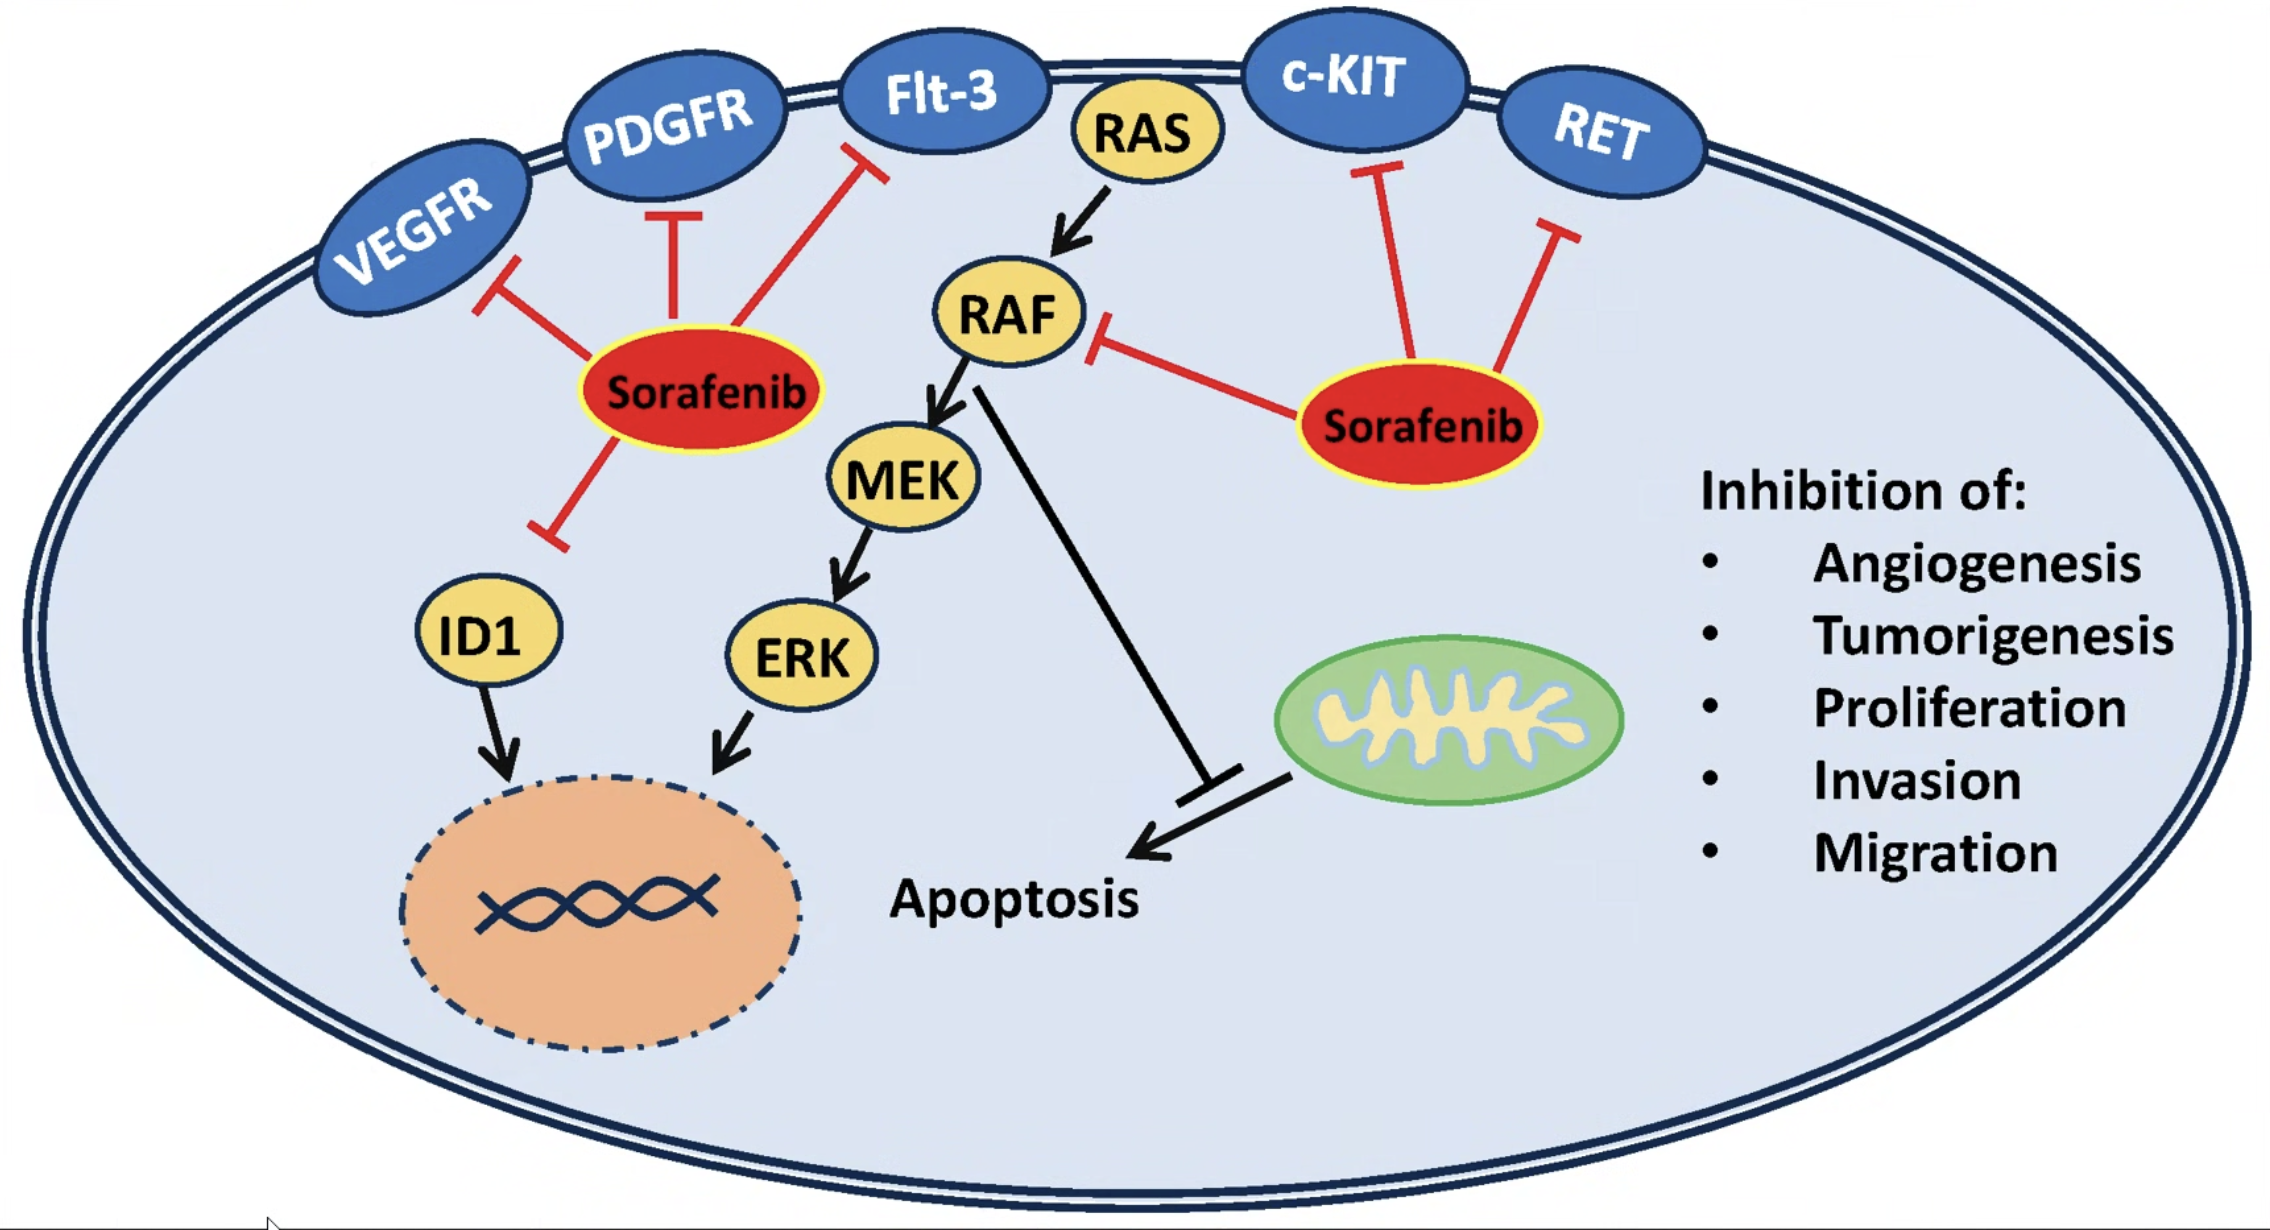 VEGFR
PDGFR
Flt-3
RAS
c-KIT
RET
RAF
Sorafenib
Sorafenib
MEK
ID1
ERK
Apoptosis
Inhibition of:
• Angiogenesis
• Tumorigenesis
• Proliferation
• Invasion
• Migration